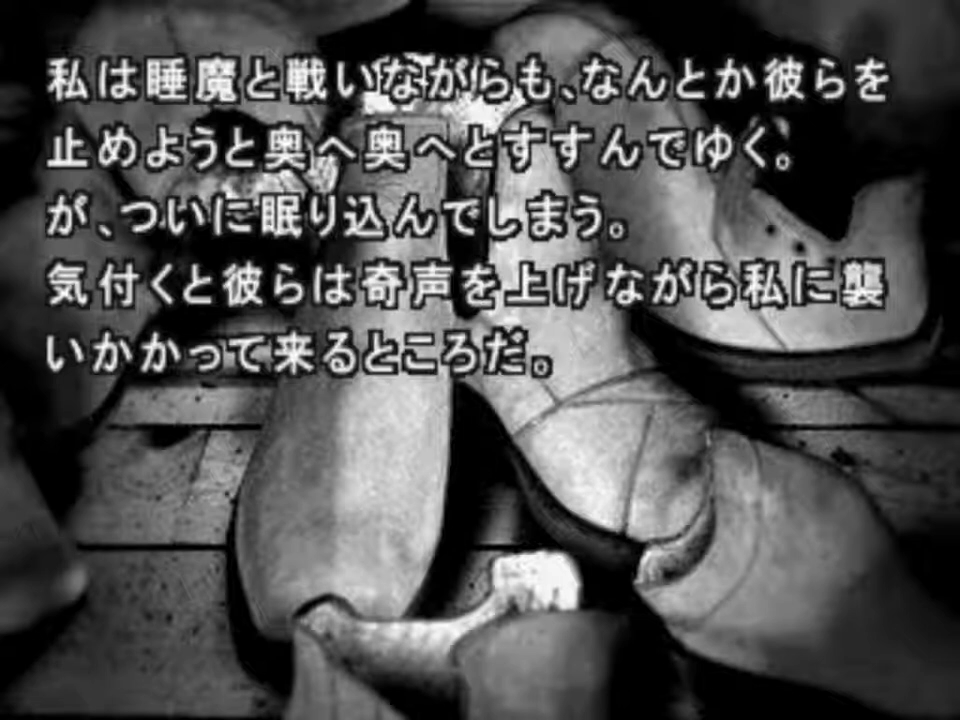 私は睡魔と戦いながらも、なんとか彼らを
止めようと奥へ奥へとすすんでゆく。
が、ついに眠り込んでしまう。
気付くと彼らは奇声を上げながら私に襲
いかかって来るところだ。